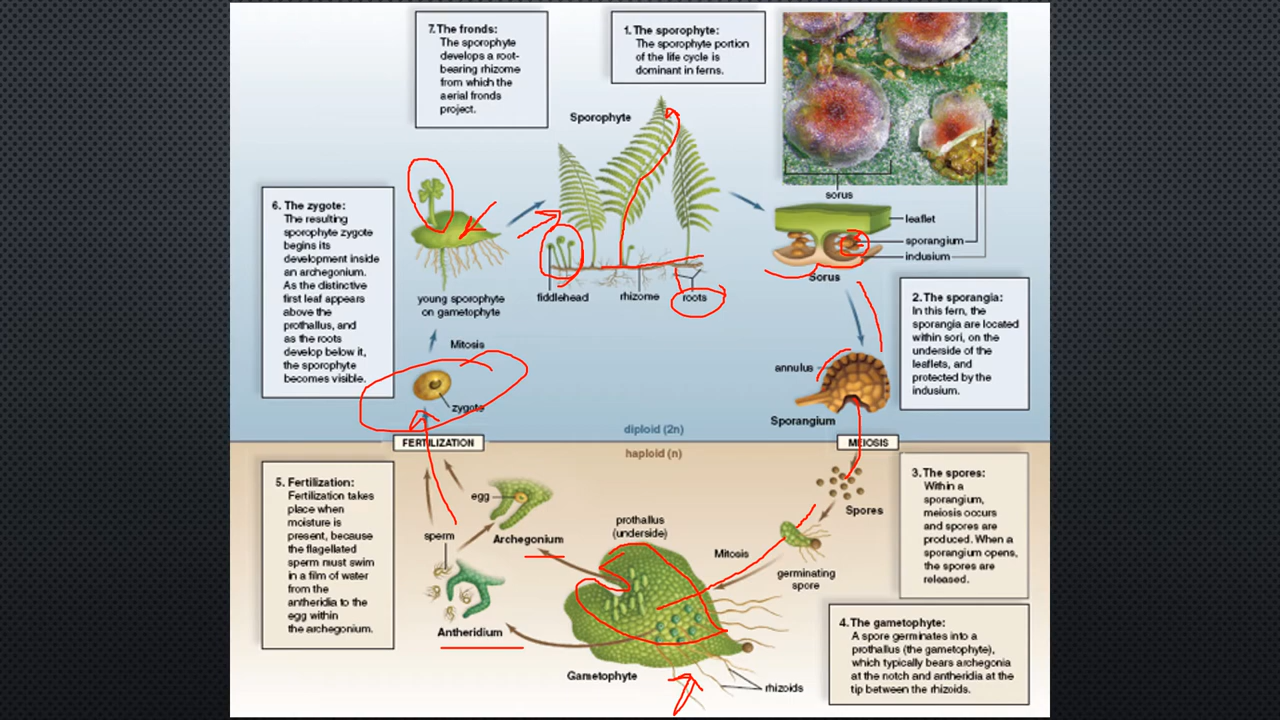 7. The fronds:
The sporophyte
develops a root-
bearing rhizome
from which the
aerial fronds
project.
1. The sporophyte:
The sporophyte portion
of the life cycle is
dominant in ferns.
Sporophyte
sorus
leaflet
sporangium
indusium
Sorus
6. The zygote:
The resulting
sporophyte zygote
begins its
development inside
an archegonium.
As the distinctive
first leaf appears
above the
prothallus, and
as the roots
develop below it,
the sporophyte
becomes visible.
young sporophyte
on gametophyte
fiddlehead
rhizome
roots
2. The sporangia:
In this fern, the
sporangia are located
within sori, on the
underside of the
leaflets, and
protected by the
indusium.
Mitosis
zygote
annulus
Sporangium
diploid (2n)
FERTILIZATION
MEIOSIS
haploid (n)
5. Fertilization:
Fertilization takes
place when
moisture is
present, because
the flagellated
sperm must swim
in a film of water
from the
antheridia to the
egg within
the archegonium.
egg
sperm
Archegonium
Antheridium
prothallus
(underside)
Mitosis
Spores
germinating
spore
3. The spores:
Within a
sporangium,
meiosis occurs
and spores are
produced. When a
sporangium opens,
the spores are
released.
Gametophyte
rhizoids
4. The gametophyte:
A spore germinates into a
prothallus (the gametophyte),
which typically bears archegonia
at the notch and antheridia at the
tip between the rhizoids.